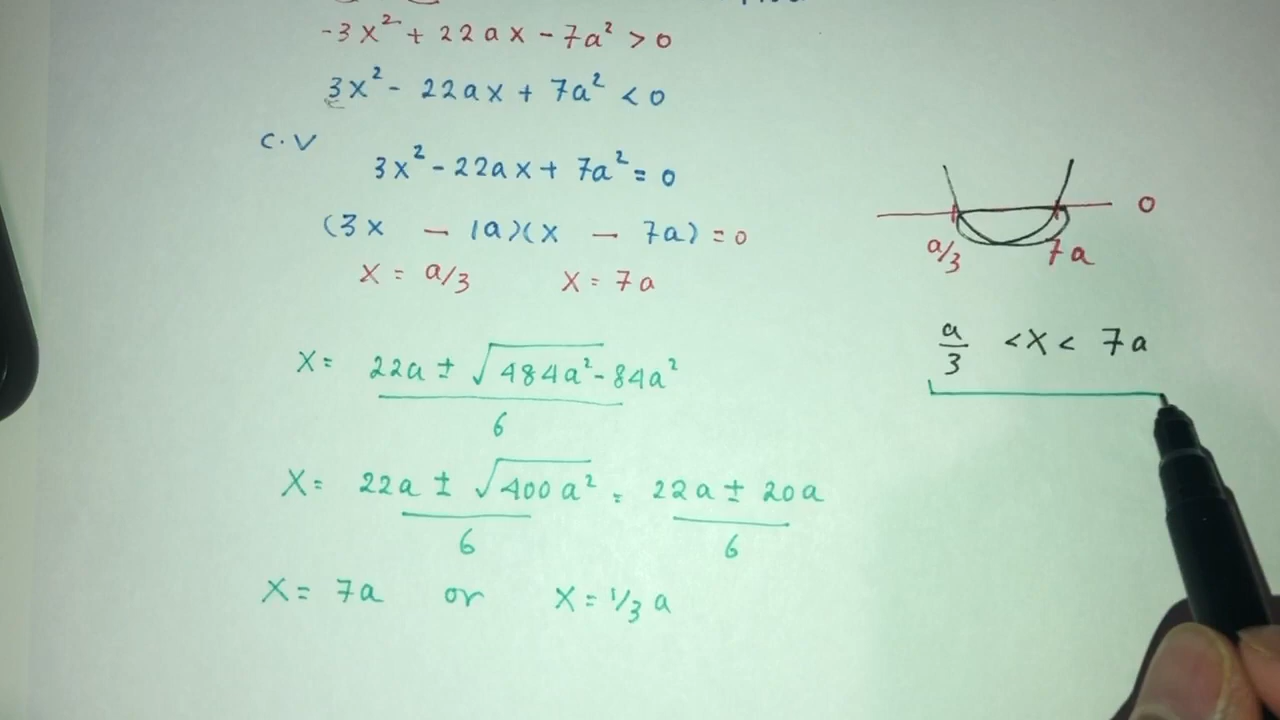 -3x² + 22ax - 7a² > 0
3x² - 22ax + 7a² < 0
C.V
3x² - 22ax + 7a² = 0
(3x - 1a)(x - 7a) = 0
x = a/3 x = 7a
x = (22a ± √(484a² - 84a²))/6
x = (22a ± √(400a²))/6 = (22a ± 20a)/6
x = 7a or x = 1/3 a
0
a/3 7a
a/3 < x < 7a